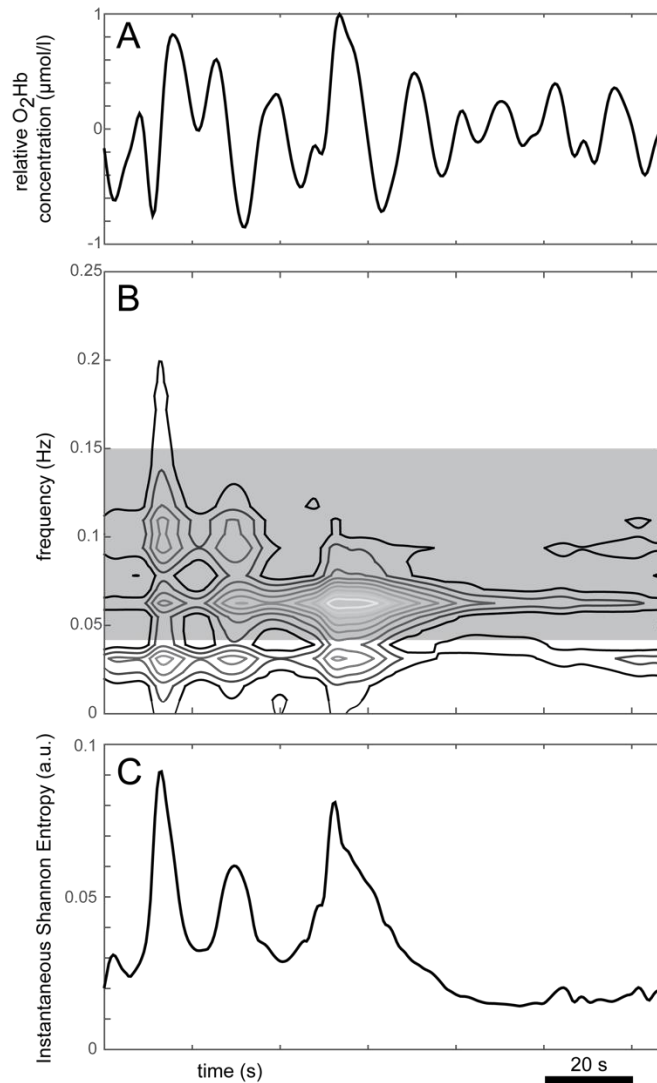 A
relative O2Hb
concentration (μmol/l)
1
0
-1
B
frequency (Hz)
0.25
0.2
0.15
0.1
0.05
0
C
Instantaneous Shannon Entropy (a.u.)
0.1
0.05
0
time (s)
20 s